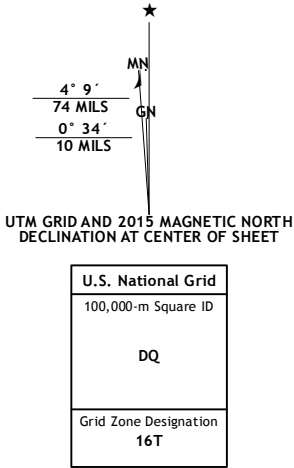 ★
MN
4° 9´
74 MILS
GN
0° 34´
10 MILS
UTM GRID AND 2015 MAGNETIC NORTH
DECLINATION AT CENTER OF SHEET
U.S. National Grid
100,000-m Square ID
DQ
Grid Zone Designation
16T